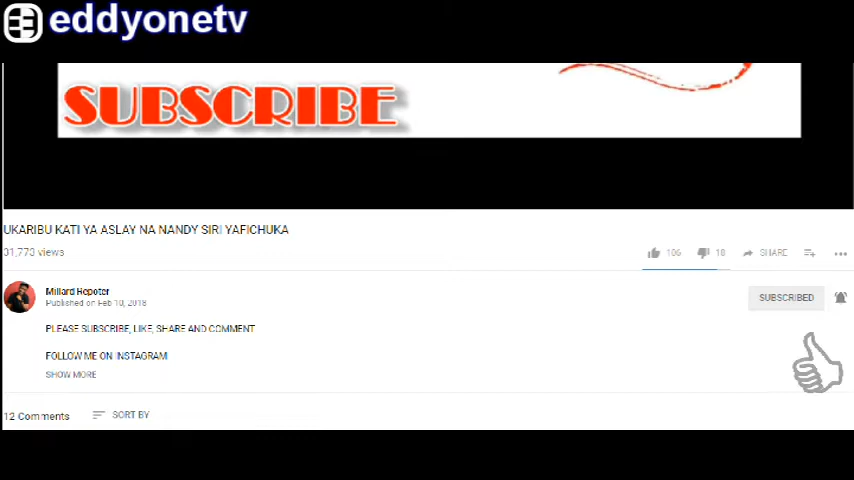 eddyonetv
SUBSCRIBE
UKARIBU KATI YA ASLAY NA NANDY SIRI YAFICHUKA
31,773 views
106 18 SHARE
Millard Repoter
Published on Feb 10, 2018
SUBSCRIBED
PLEASE SUBSCRIBE, LIKE, SHARE AND COMMENT
FOLLOW ME ON INSTAGRAM
SHOW MORE
12 Comments SORT BY